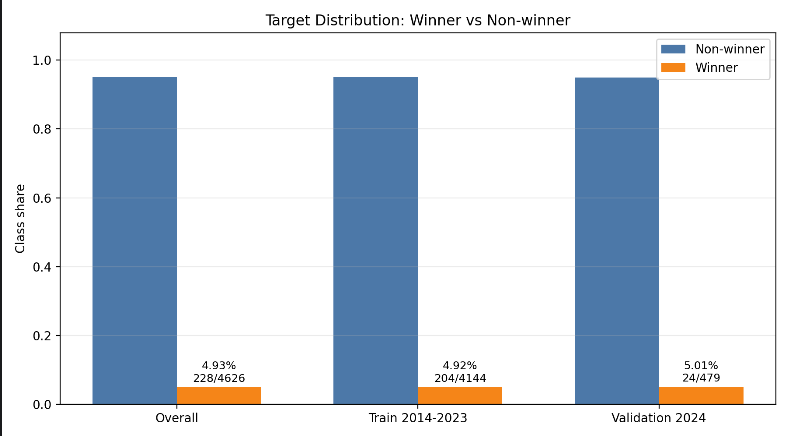 Target Distribution: Winner vs Non-winner
Non-winner
Winner
Class share
1.0
0.8
0.6
0.4
0.2
0.0
4.93%
228/4626
4.92%
204/4144
5.01%
24/479
Overall
Train 2014-2023
Validation 2024